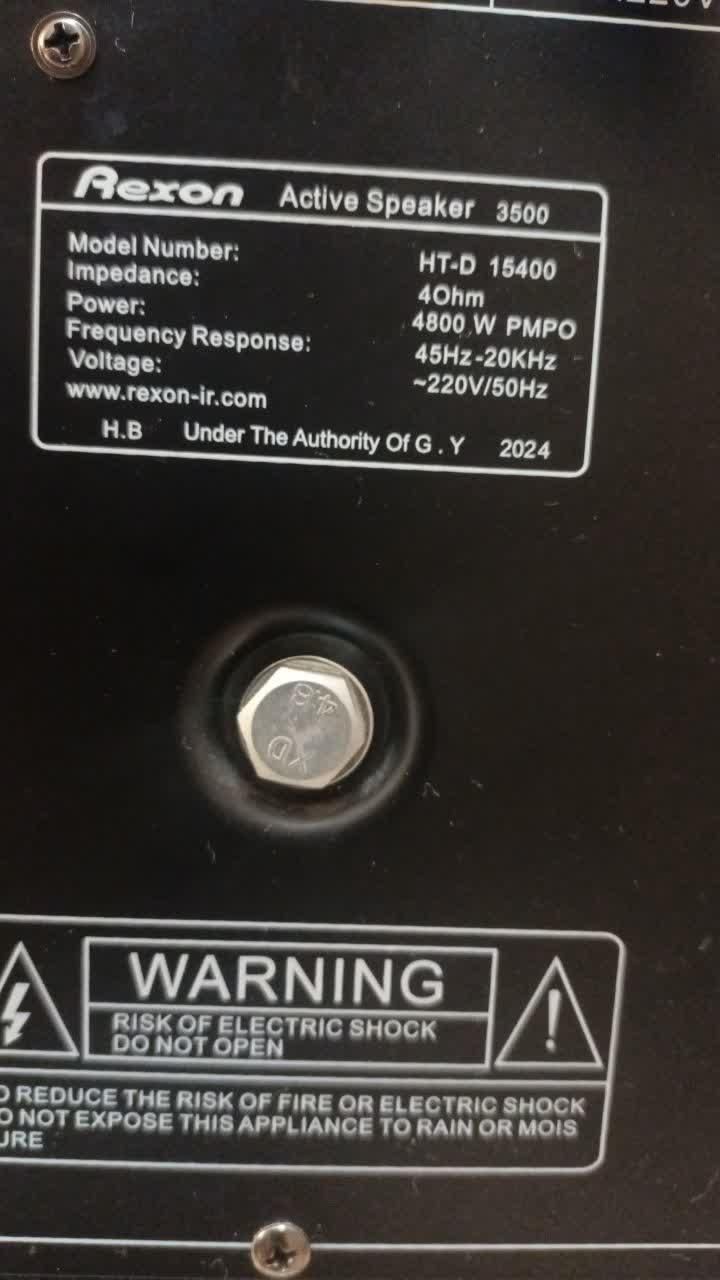 220V
Rexon Active Speaker 3500
Model Number: HT-D 15400
Impedance: 4Ohm
Power: 4800 W PMPO
Frequency Response: 45Hz-20KHz
Voltage: ~220V/50Hz
www.rexon-ir.com
H.B Under The Authority Of G . Y 2024
4.8
XD
WARNING
RISK OF ELECTRIC SHOCK
DO NOT OPEN
O REDUCE THE RISK OF FIRE OR ELECTRIC SHOCK
O NOT EXPOSE THIS APPLIANCE TO RAIN OR MOIS
URE